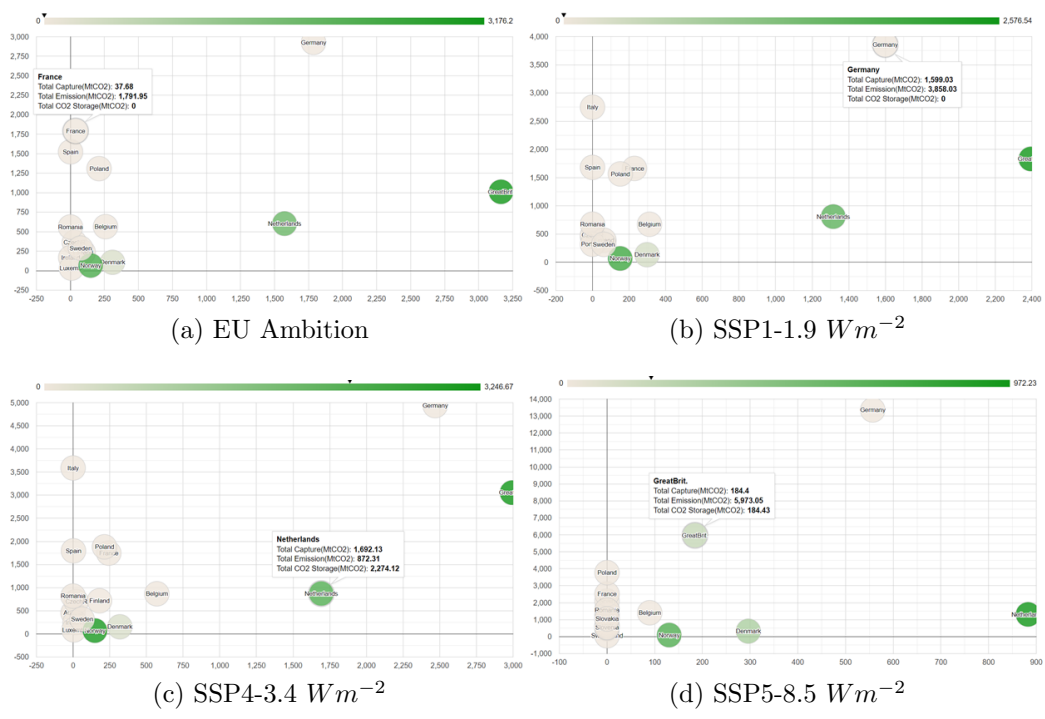 0 3,176.2
3,000
2,750
2,500
2,250
2,000
1,750
1,500
1,250
1,000
750
500
250
0
-250
Germany
France
Total Capture(MtCO2): 37.68
Total Emission(MtCO2): 1,791.95
Total CO2 Storage(MtCO2): 0
France
Spain
Poland
GreatBrit
Netherlands
Romania
Belgium
Sweden
Norway
Denmark
Luxem
-250 0 250 500 750 1,000 1,250 1,500 1,750 2,000 2,250 2,500 2,750 3,000 3,250
(a) EU Ambition
0 2,576.54
4,000
3,500
3,000
2,500
2,000
1,500
1,000
500
0
-500
Germany
Germany
Total Capture(MtCO2): 1,599.03
Total Emission(MtCO2): 3,858.03
Total CO2 Storage(MtCO2): 0
Italy
Spain
Poland
Romania
Belgium
Netherlands
Sweden
Norway
Denmark
-200 0 200 400 600 800 1,000 1,200 1,400 1,600 1,800 2,000 2,200 2,400
(b) SSP1-1.9 Wm⁻²
0 3,246.67
5,000
4,500
4,000
3,500
3,000
2,500
2,000
1,500
1,000
500
0
-500
Germany
Italy
Netherlands
Total Capture(MtCO2): 1,692.13
Total Emission(MtCO2): 872.31
Total CO2 Storage(MtCO2): 2,274.12
Spain
Poland
Romania
Finland
Belgium
Netherlands
Sweden
Luxem
Norway
Denmark
-250 0 250 500 750 1,000 1,250 1,500 1,750 2,000 2,250 2,500 2,750 3,000
(c) SSP4-3.4 Wm⁻²
0 972.23
14,000
13,000
12,000
11,000
10,000
9,000
8,000
7,000
6,000
5,000
4,000
3,000
2,000
1,000
0
-1,000
Germany
GreatBrit.
Total Capture(MtCO2): 184.4
Total Emission(MtCO2): 5,973.05
Total CO2 Storage(MtCO2): 184.43
GreatBrit
Poland
France
Slovakia
Belgium
Norway
Denmark
Netherlan
-100 0 100 200 300 400 500 600 700 800 900
(d) SSP5-8.5 Wm⁻²